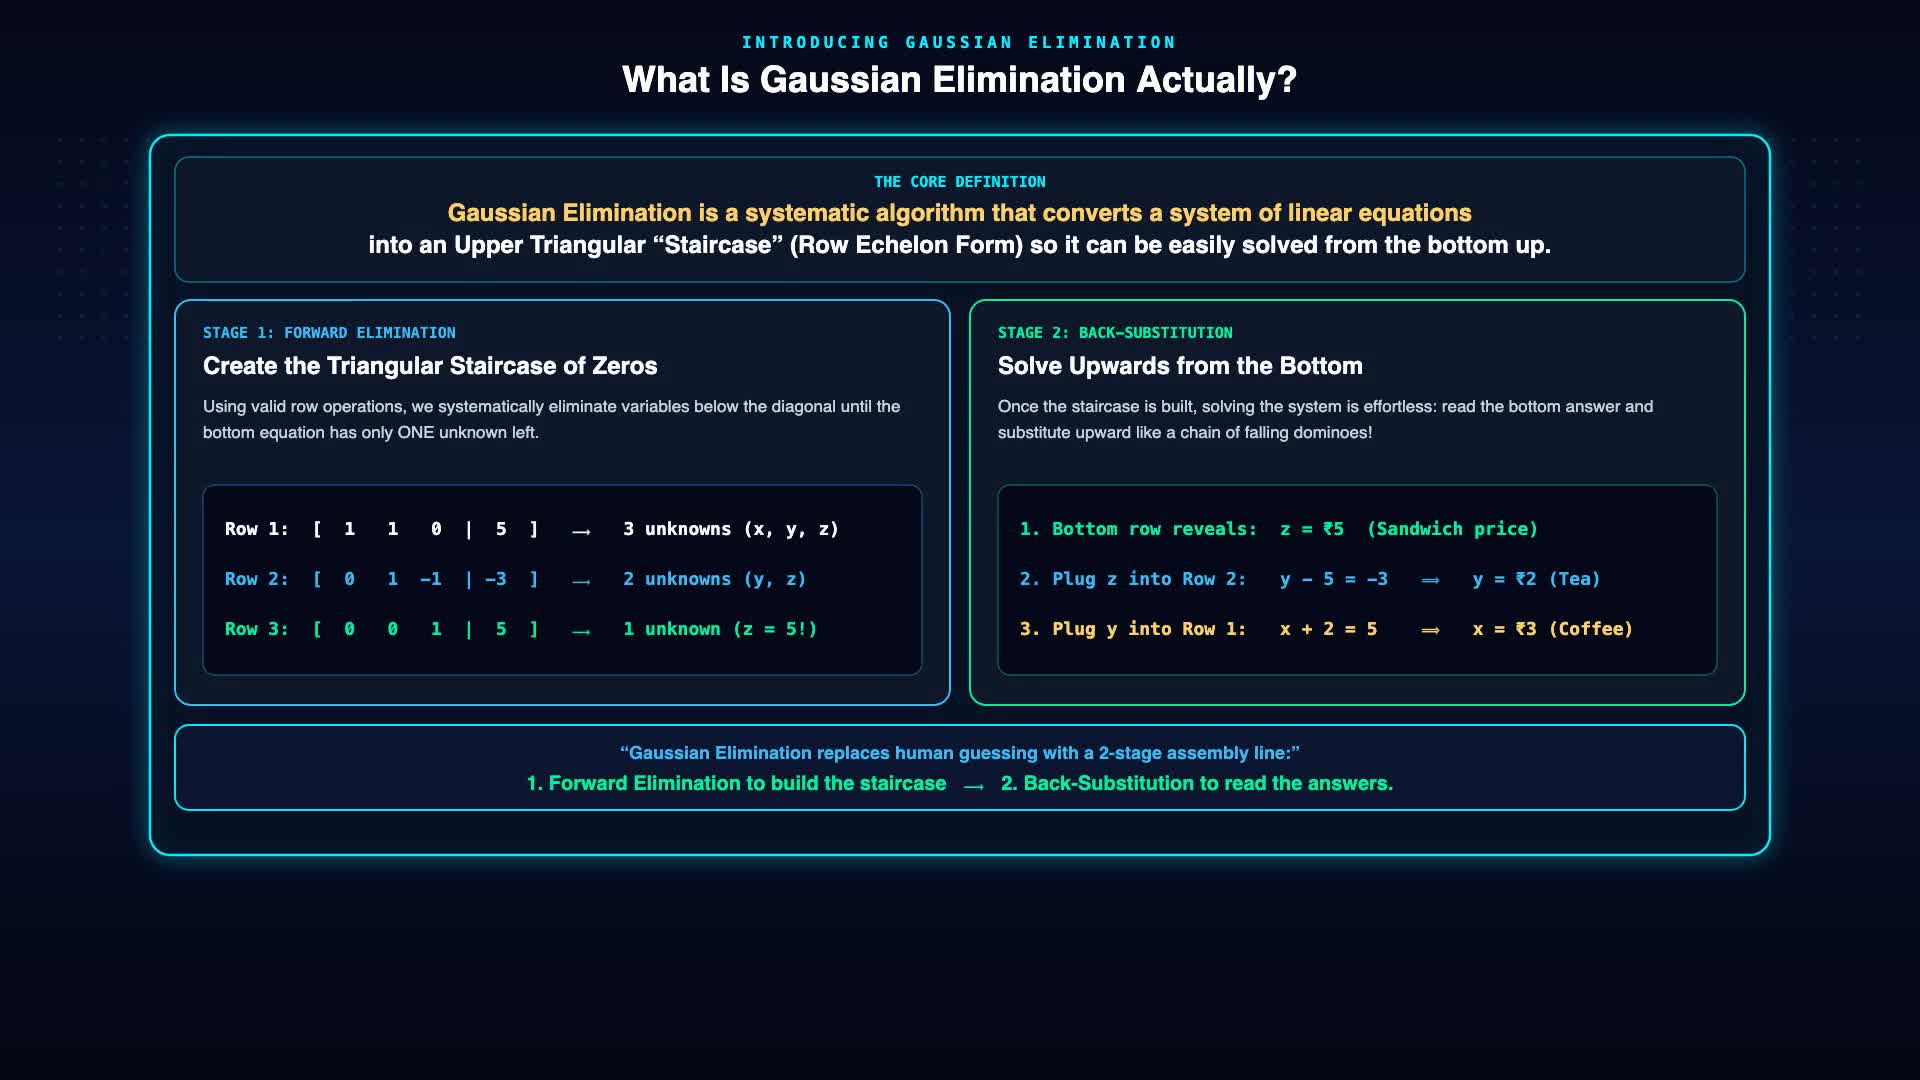 INTRODUCING GAUSSIAN ELIMINATION
What Is Gaussian Elimination Actually?
THE CORE DEFINITION
Gaussian Elimination is a systematic algorithm that converts a system of linear equations
into an Upper Triangular “Staircase” (Row Echelon Form) so it can be easily solved from the bottom up.
STAGE 1: FORWARD ELIMINATION
Create the Triangular Staircase of Zeros
Using valid row operations, we systematically eliminate variables below the diagonal until the
bottom equation has only ONE unknown left.
Row 1: [ 1 1 0 | 5 ] → 3 unknowns (x, y, z)
Row 2: [ 0 1 −1 | −3 ] → 2 unknowns (y, z)
Row 3: [ 0 0 1 | 5 ] → 1 unknown (z = 5!)
STAGE 2: BACK−SUBSTITUTION
Solve Upwards from the Bottom
Once the staircase is built, solving the system is effortless: read the bottom answer and
substitute upward like a chain of falling dominoes!
1. Bottom row reveals: z = ₹5 (Sandwich price)
2. Plug z into Row 2: y − 5 = −3 ⟹ y = ₹2 (Tea)
3. Plug y into Row 1: x + 2 = 5 ⟹ x = ₹3 (Coffee)
“Gaussian Elimination replaces human guessing with a 2-stage assembly line:”
1. Forward Elimination to build the staircase → 2. Back-Substitution to read the answers.